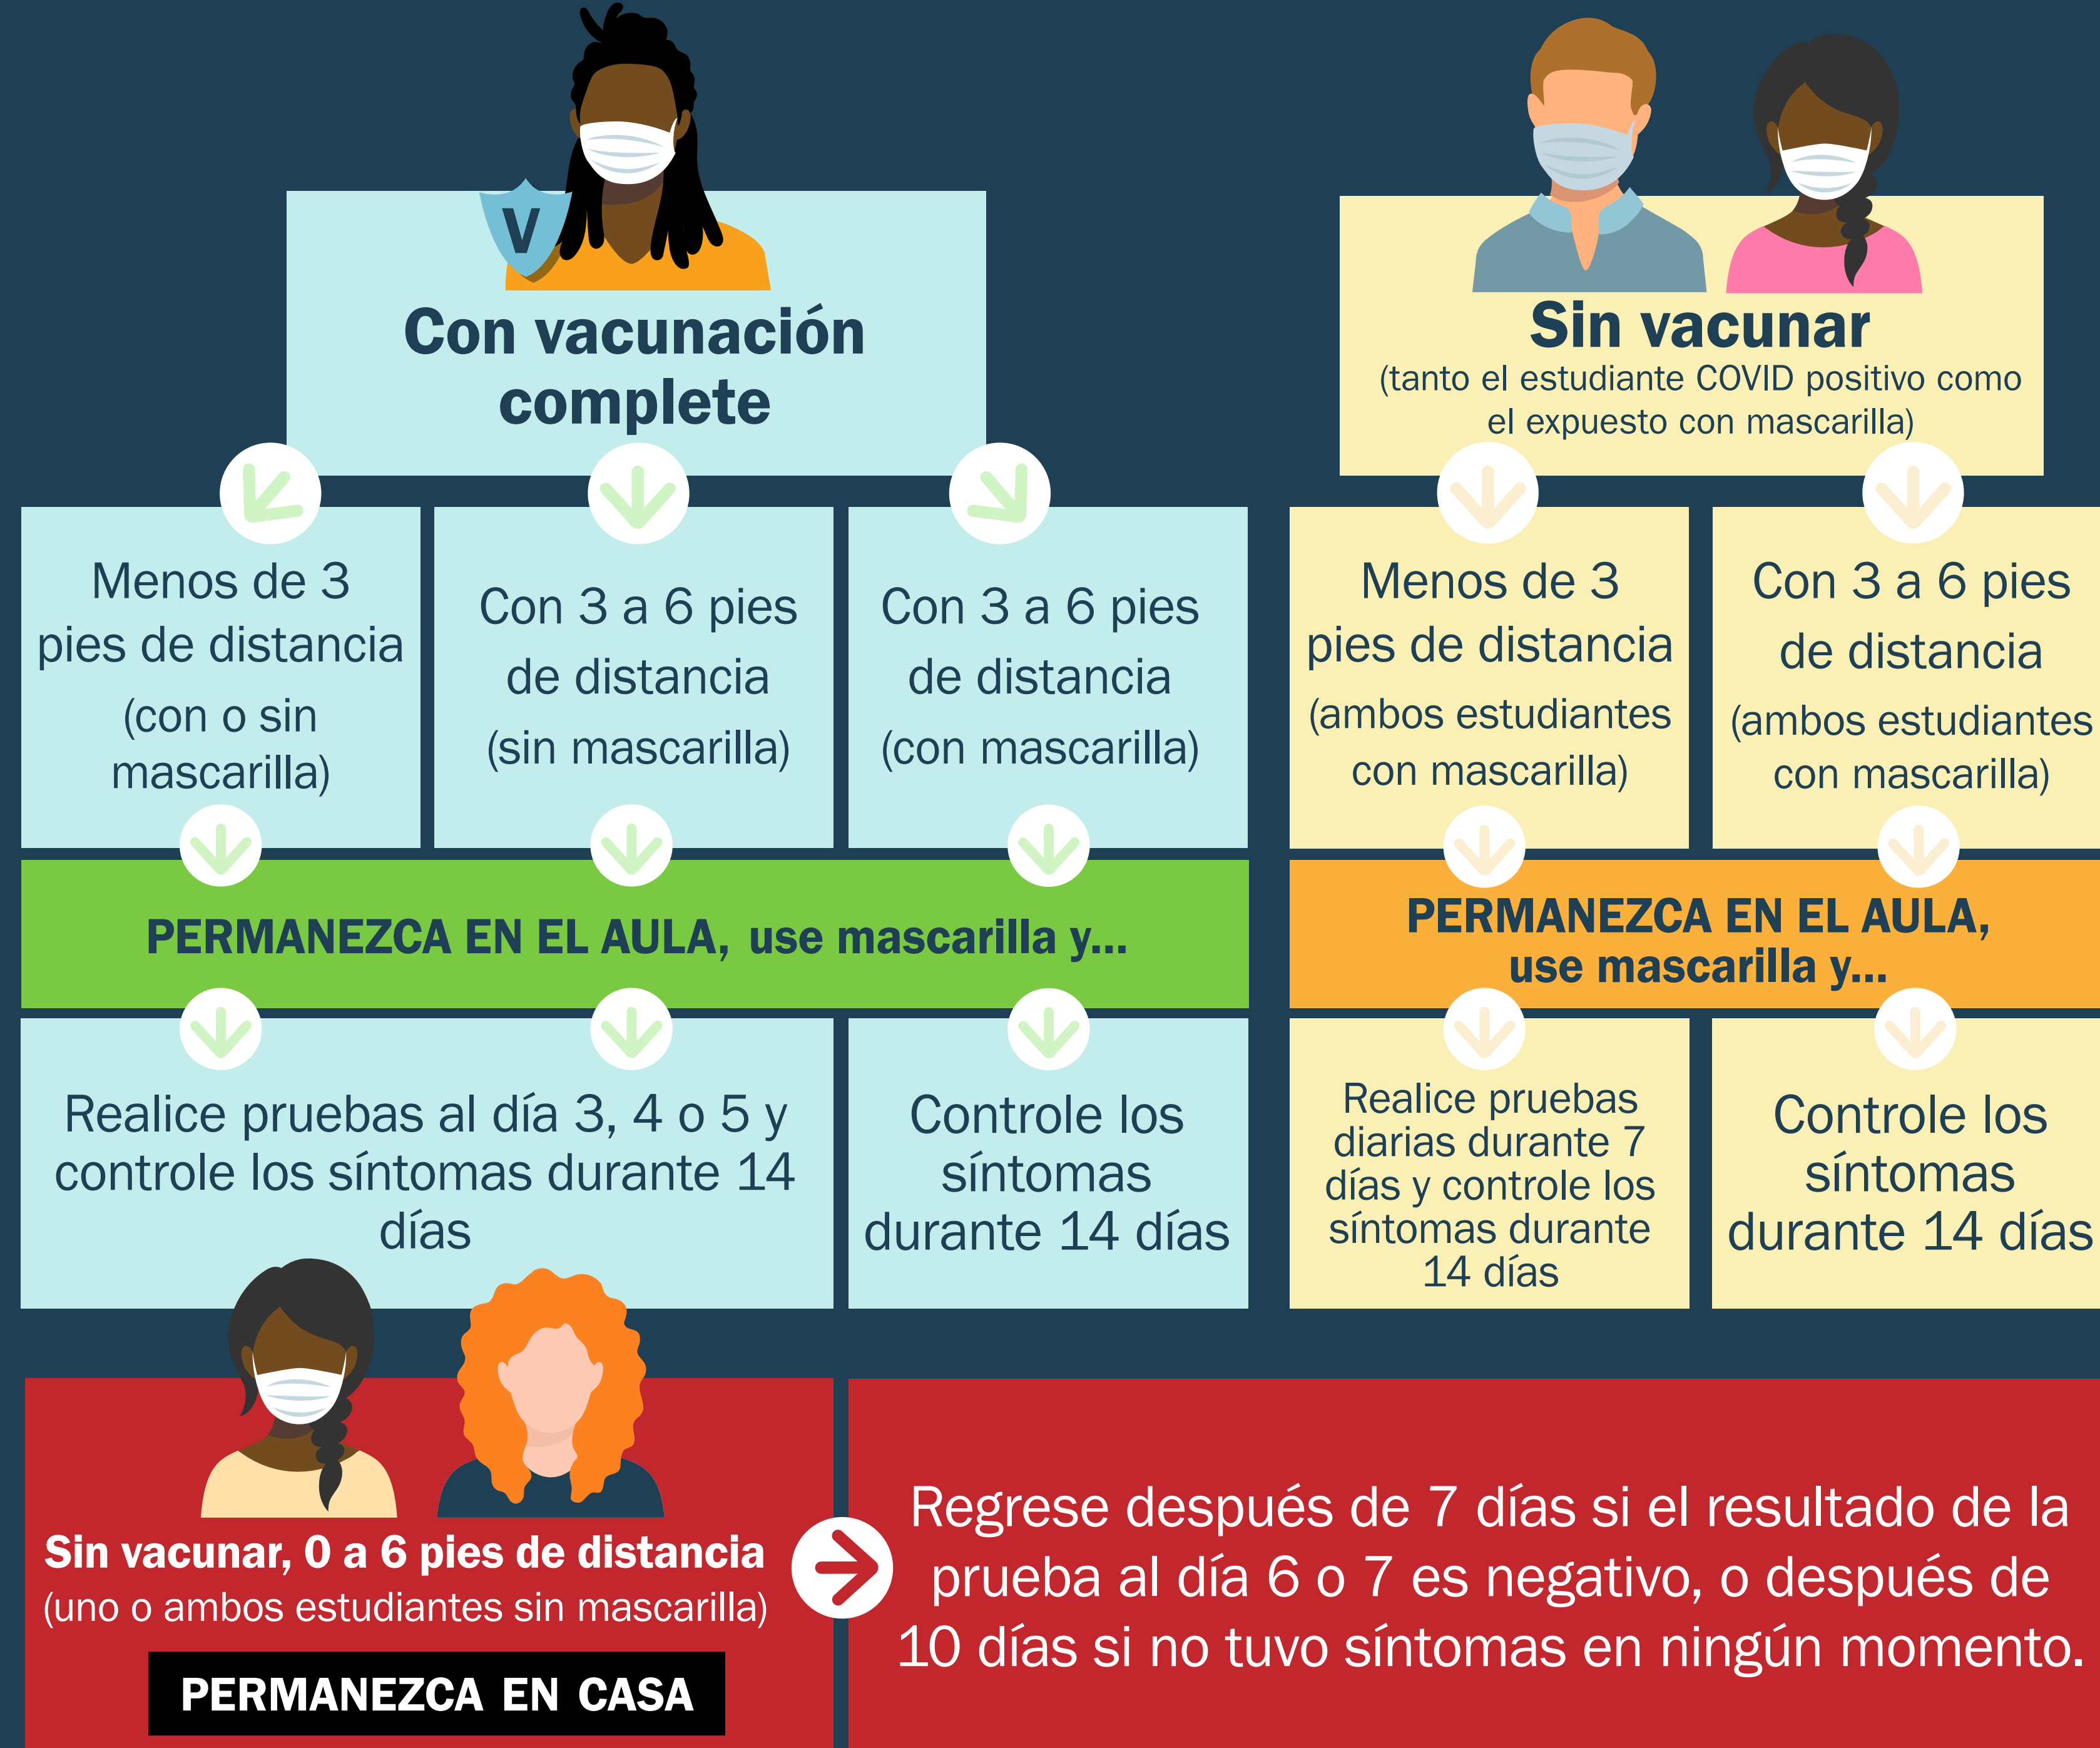 V
Con vacunación
complete
Menos de 3
pies de distancia
(con o sin
mascarilla)
Con 3 a 6 pies
de distancia
(sin mascarilla)
Con 3 a 6 pies
de distancia
(con mascarilla)
PERMANEZCA EN EL AULA, use mascarilla y...
Realice pruebas al día 3, 4 o 5 y
controle los síntomas durante 14
días
Controle los
síntomas
durante 14 días
Sin vacunar
(tanto el estudiante COVID positivo como
el expuesto con mascarilla)
Menos de 3
pies de distancia
(ambos estudiantes
con mascarilla)
Con 3 a 6 pies
de distancia
(ambos estudiantes
con mascarilla)
PERMANEZCA EN EL AULA,
use mascarilla y...
Realice pruebas
diarias durante 7
días y controle los
síntomas durante
14 días
Controle los
síntomas
durante 14 días
Sin vacunar, 0 a 6 pies de distancia
(uno o ambos estudiantes sin mascarilla)
PERMANEZCA EN CASA
Regrese después de 7 días si el resultado de la
prueba al día 6 o 7 es negativo, o después de
10 días si no tuvo síntomas en ningún momento.